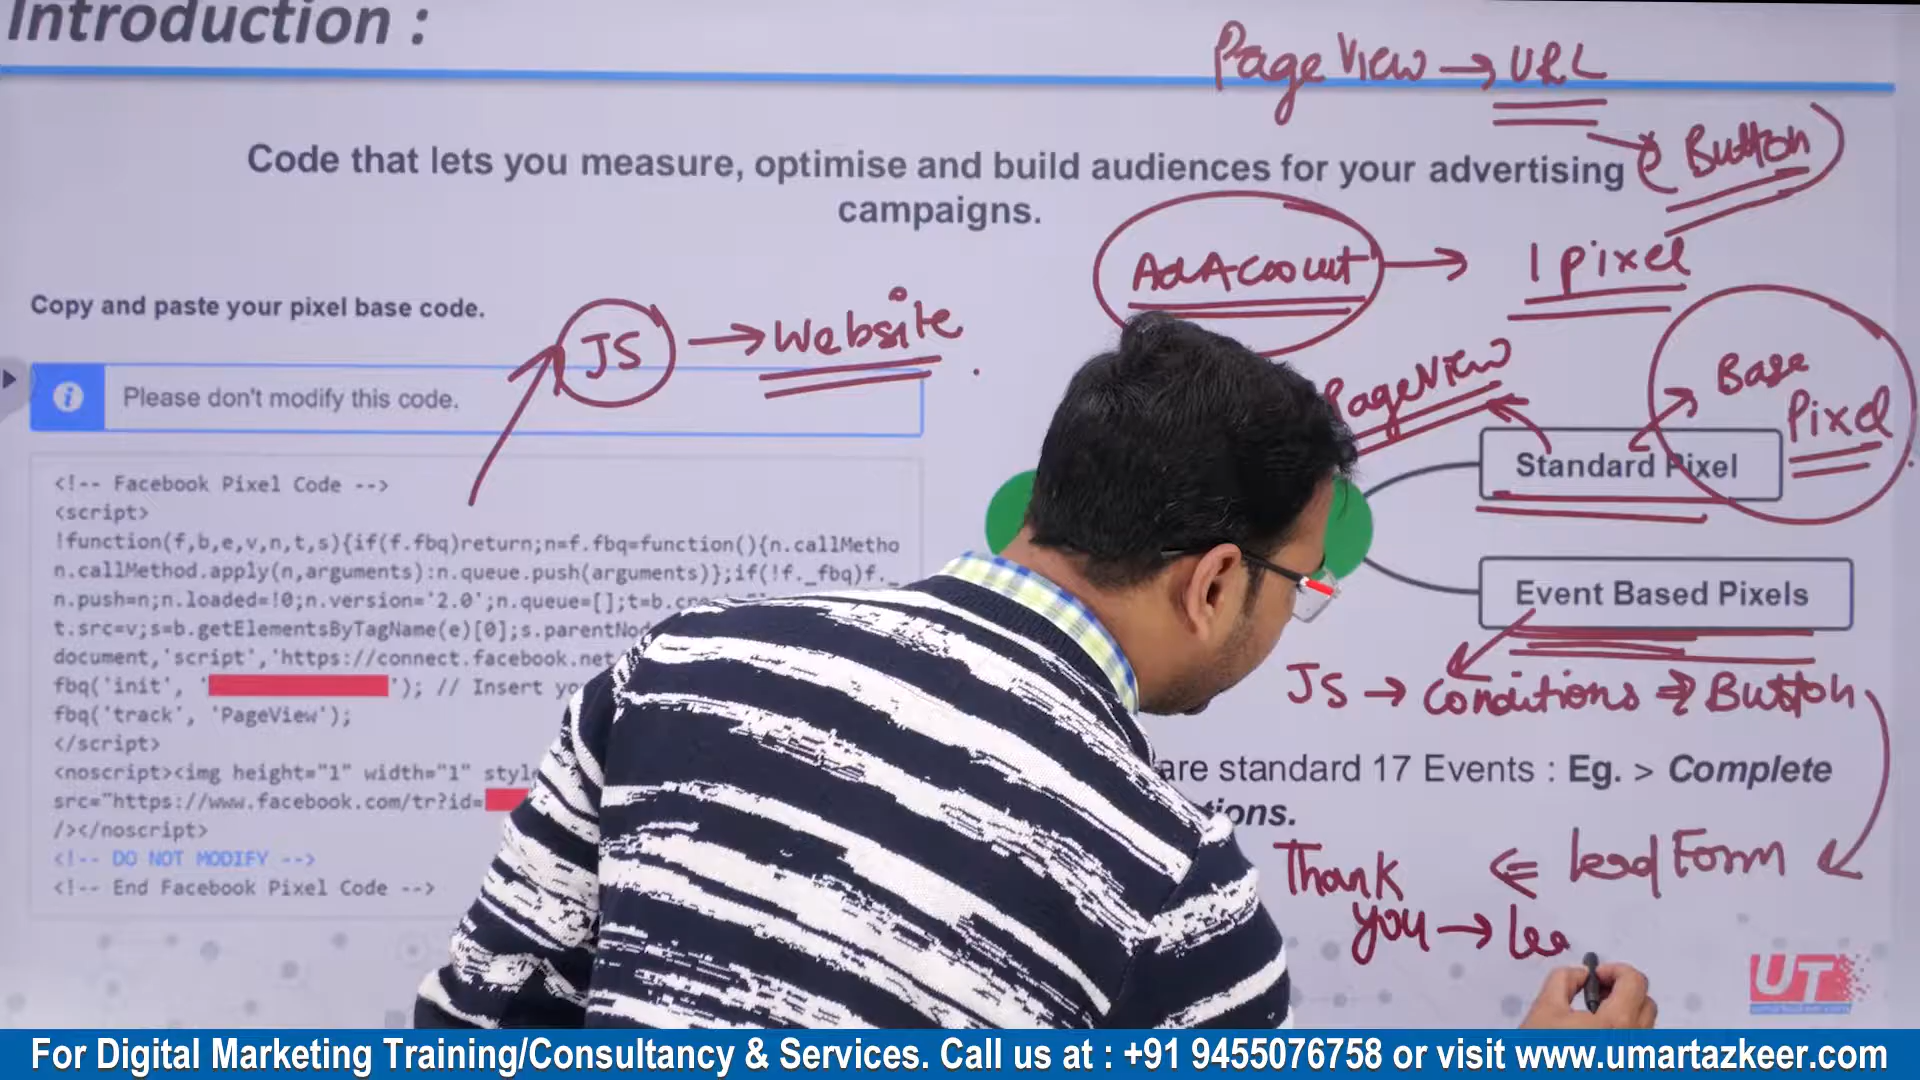 Introduction :
PageView → URL
Button
Code that lets you measure, optimise and build audiences for your advertising
campaigns.
AdAccount → 1 pixel
Copy and paste your pixel base code.
JS → Website
PageView
Base
Pixel
Please don't modify this code.
Standard Pixel
<!-- Facebook Pixel Code -->
<script>
!function(f,b,e,v,n,t,s){if(f.fbq)return;n=f.fbq=function(){n.callMetho
n.callMethod.apply(n,arguments):n.queue.push(arguments)};if(!f._fbq)f._
n.push=n;n.loaded=!0;n.version='2.0';n.queue=[];t=b.cre
t.src=v;s=b.getElementsByTagName(e)[0];s.parentNod
document,'script','https://connect.facebook.net
fbq('init', ' '); // Insert yo
fbq('track', 'PageView');
</script>
<noscript><img height="1" width="1" styl
src="https://www.facebook.com/tr?id=
/></noscript>
<!-- DO NOT MODIFY -->
<!-- End Facebook Pixel Code -->
Event Based Pixels
JS → Conditions ⇒ Button
are standard 17 Events : Eg. > Complete
tions.
Thank ⇐ lead Form
you → lea
UT
For Digital Marketing Training/Consultancy & Services. Call us at : +91 9455076758 or visit www.umartazkeer.com